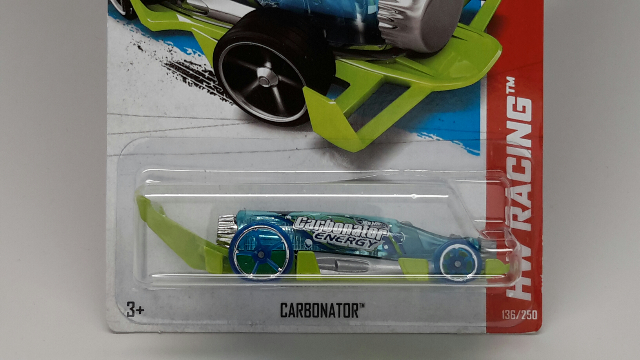 HW RACING™
Carbonator
ENERGY
3+
CARBONATOR™
136/250